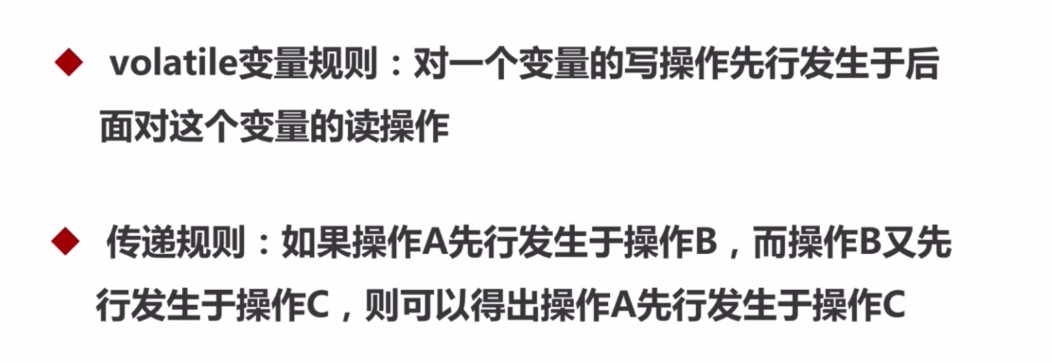 volatile变量规则：对一个变量的写操作先行发生于后
面对这个变量的读操作
传递规则：如果操作A先行发生于操作B，而操作B又先
行发生于操作C，则可以得出操作A先行发生于操作C